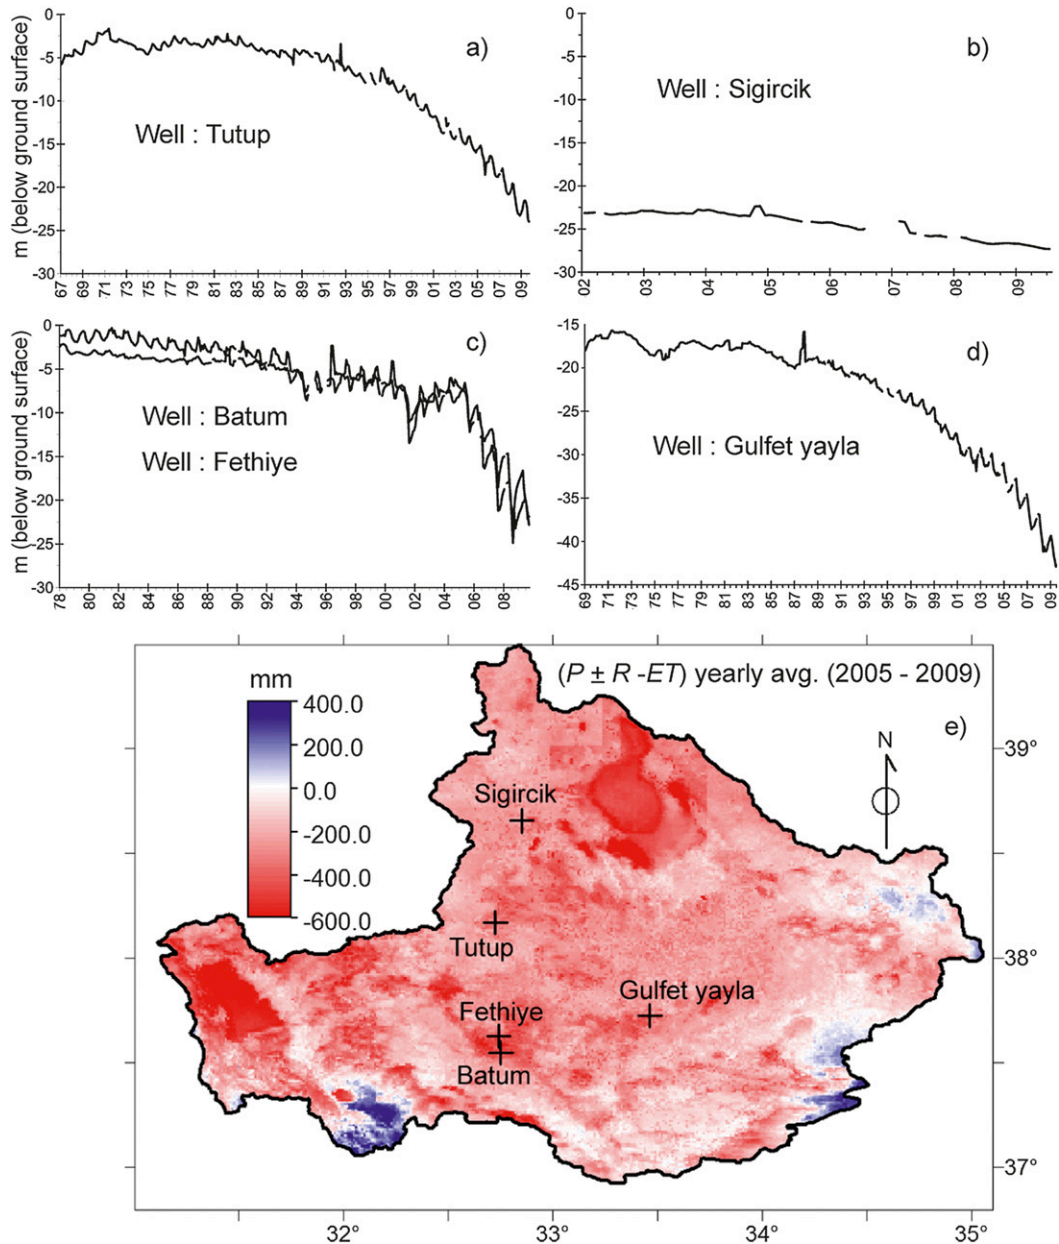 a)
Well : Tutup
m (below ground surface)
0
-5
-10
-15
-20
-25
-30
67 69 71 73 75 77 79 81 83 85 87 89 91 93 95 97 99 01 03 05 07 09
b)
Well : Sigircik
0
-5
-10
-15
-20
-25
-30
02 03 04 05 06 07 08 09
c)
Well : Batum
Well : Fethiye
m (below ground surface)
0
-5
-10
-15
-20
-25
-30
78 80 82 84 86 88 90 92 94 96 98 00 02 04 06 08
d)
Well : Gulfet yayla
-15
-20
-25
-30
-35
-40
-45
69 71 73 75 77 79 81 83 85 87 89 91 93 95 97 99 01 03 05 07 09
(P ± R -ET) yearly avg. (2005 - 2009)
e)
mm
400.0
200.0
0.0
-200.0
-400.0
-600.0
N
Sigircik
Tutup
Gulfet yayla
Fethiye
Batum
39°
38°
37°
32° 33° 34° 35°